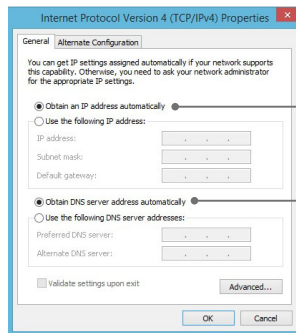 Internet Protocol Version 4 (TCP/IPv4) Properties
General
Alternate Configuration
You can get IP settings assigned automatically if your network supports
this capability. Otherwise, you need to ask your network administrator
for the appropriate IP settings.
Obtain an IP address automatically
Use the following IP address:
IP address:
Subnet mask:
Default gateway:
Obtain DNS server address automatically
Use the following DNS server addresses:
Preferred DNS server:
Alternate DNS server:
Validate settings upon exit
Advanced...
OK
Cancel